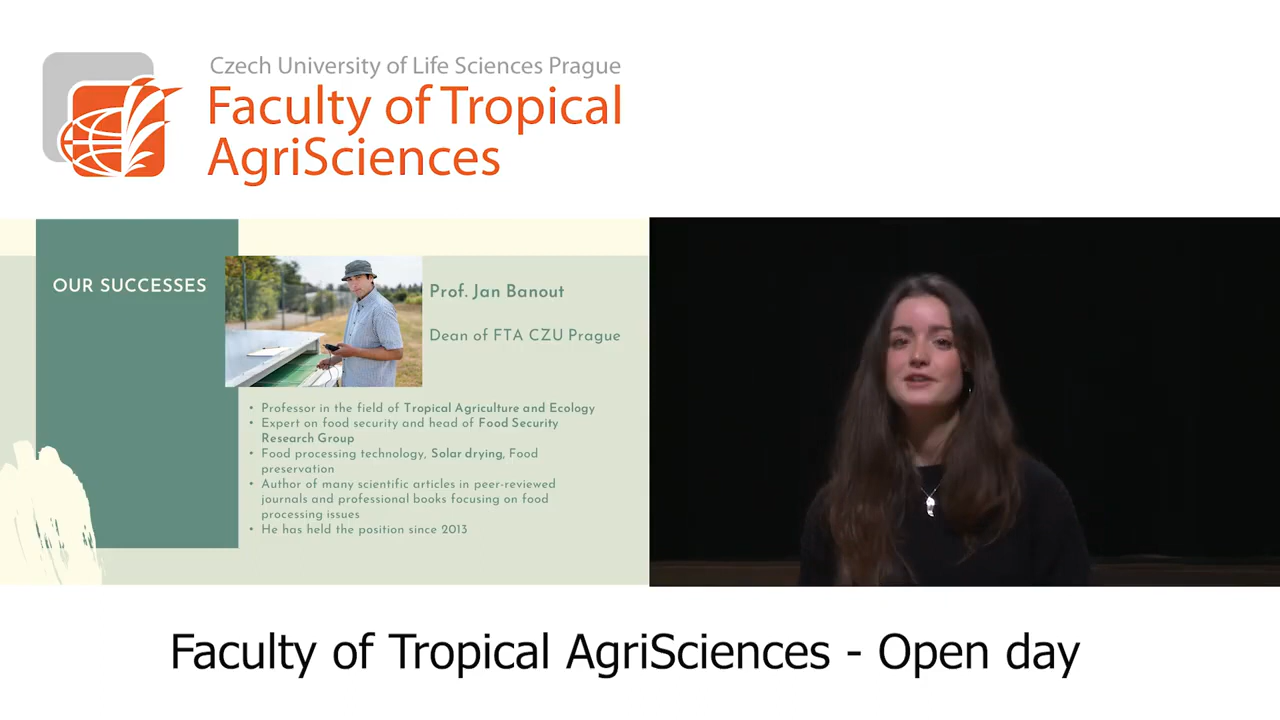 Czech University of Life Sciences Prague
Faculty of Tropical
AgriSciences
OUR SUCCESSES
Prof. Jan Banout
Dean of FTA CZU Prague
• Professor in the field of Tropical Agriculture and Ecology
• Expert on food security and head of Food Security
Research Group
• Food processing technology, Solar drying, Food
preservation
• Author of many scientific articles in peer-reviewed
journals and professional books focusing on food
processing issues
• He has held the position since 2013
Faculty of Tropical AgriSciences - Open day